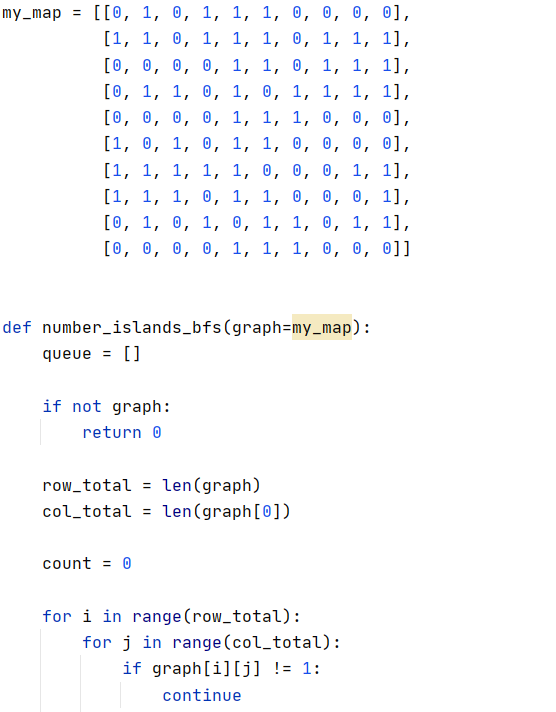 my_map = [[0, 1, 0, 1, 1, 1, 0, 0, 0, 0],
          [1, 1, 0, 1, 1, 1, 0, 1, 1, 1],
          [0, 0, 0, 0, 1, 1, 0, 1, 1, 1],
          [0, 1, 1, 0, 1, 0, 1, 1, 1, 1],
          [0, 0, 0, 0, 1, 1, 1, 0, 0, 0],
          [1, 0, 1, 0, 1, 1, 0, 0, 0, 0],
          [1, 1, 1, 1, 1, 0, 0, 0, 1, 1],
          [1, 1, 1, 0, 1, 1, 0, 0, 0, 1],
          [0, 1, 0, 1, 0, 1, 1, 0, 1, 1],
          [0, 0, 0, 0, 1, 1, 1, 0, 0, 0]]
def number_islands_bfs(graph=my_map):
    queue = []
    if not graph:
        return 0
    row_total = len(graph)
    col_total = len(graph[0])
    count = 0
    for i in range(row_total):
        for j in range(col_total):
            if graph[i][j] != 1:
                continue